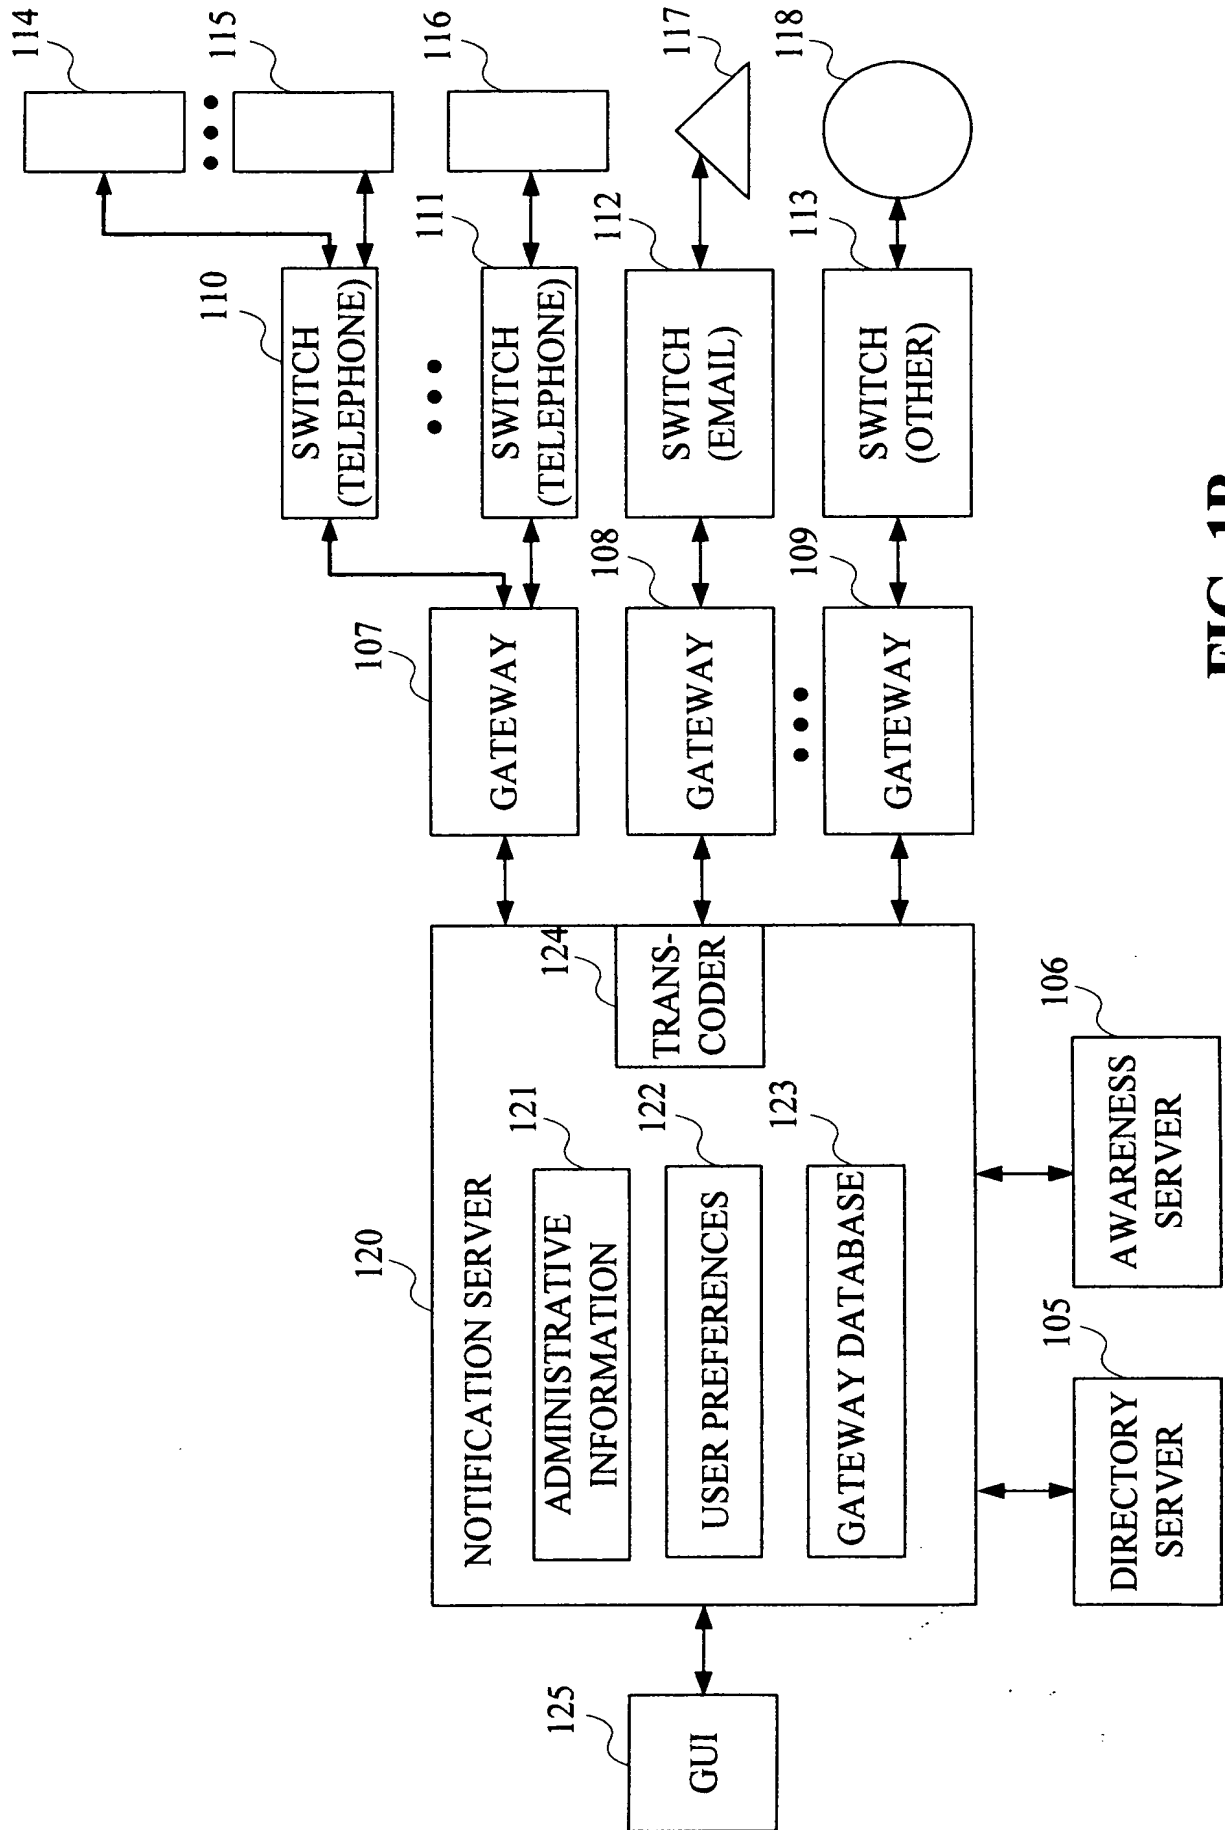 114
115
116
117
118
110
SWITCH
(TELEPHONE)
111
SWITCH
(TELEPHONE)
112
SWITCH
(EMAIL)
113
SWITCH
(OTHER)
107
GATEWAY
108
GATEWAY
109
GATEWAY
120
NOTIFICATION SERVER
124
TRANS-
CODER
121
ADMINISTRATIVE
INFORMATION
122
USER PREFERENCES
123
GATEWAY DATABASE
125
GUI
105
DIRECTORY
SERVER
106
AWARENESS
SERVER
FIG.